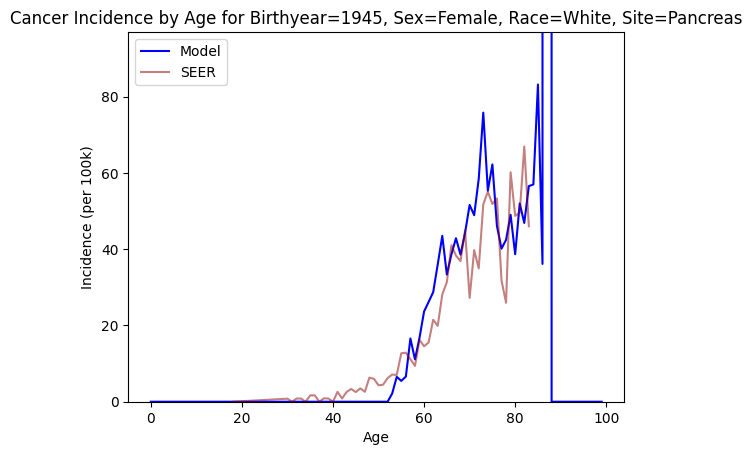 Cancer Incidence by Age for Birthyear=1945, Sex=Female, Race=White, Site=Pancreas
Model
SEER
80
60
40
20
0
Incidence (per 100k)
0 20 40 60 80 100
Age